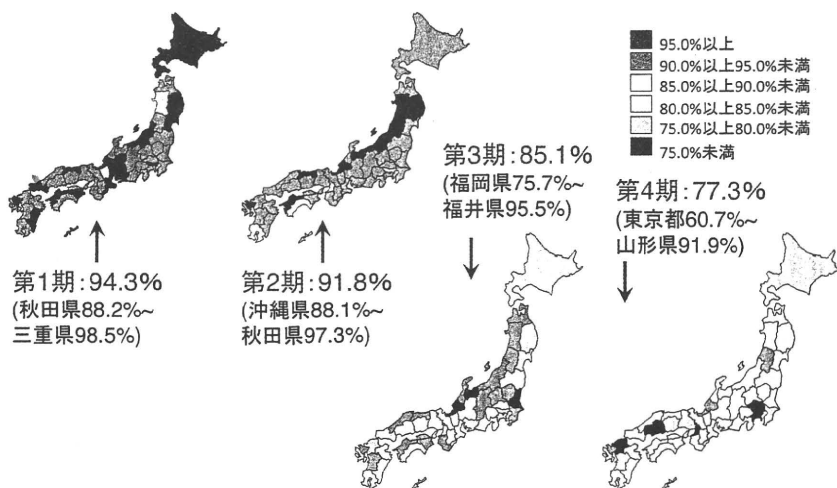 95.0%以上
90.0%以上95.0%未満
85.0%以上90.0%未満
80.0%以上85.0%未満
75.0%以上80.0%未満
75.0%未満
第1期:94.3%
(秋田県88.2%~
三重県98.5%)
第2期:91.8%
(沖縄県88.1%~
秋田県97.3%)
第3期:85.1%
(福岡県75.7%~
福井県95.5%)
第4期:77.3%
(東京都60.7%~
山形県91.9%)